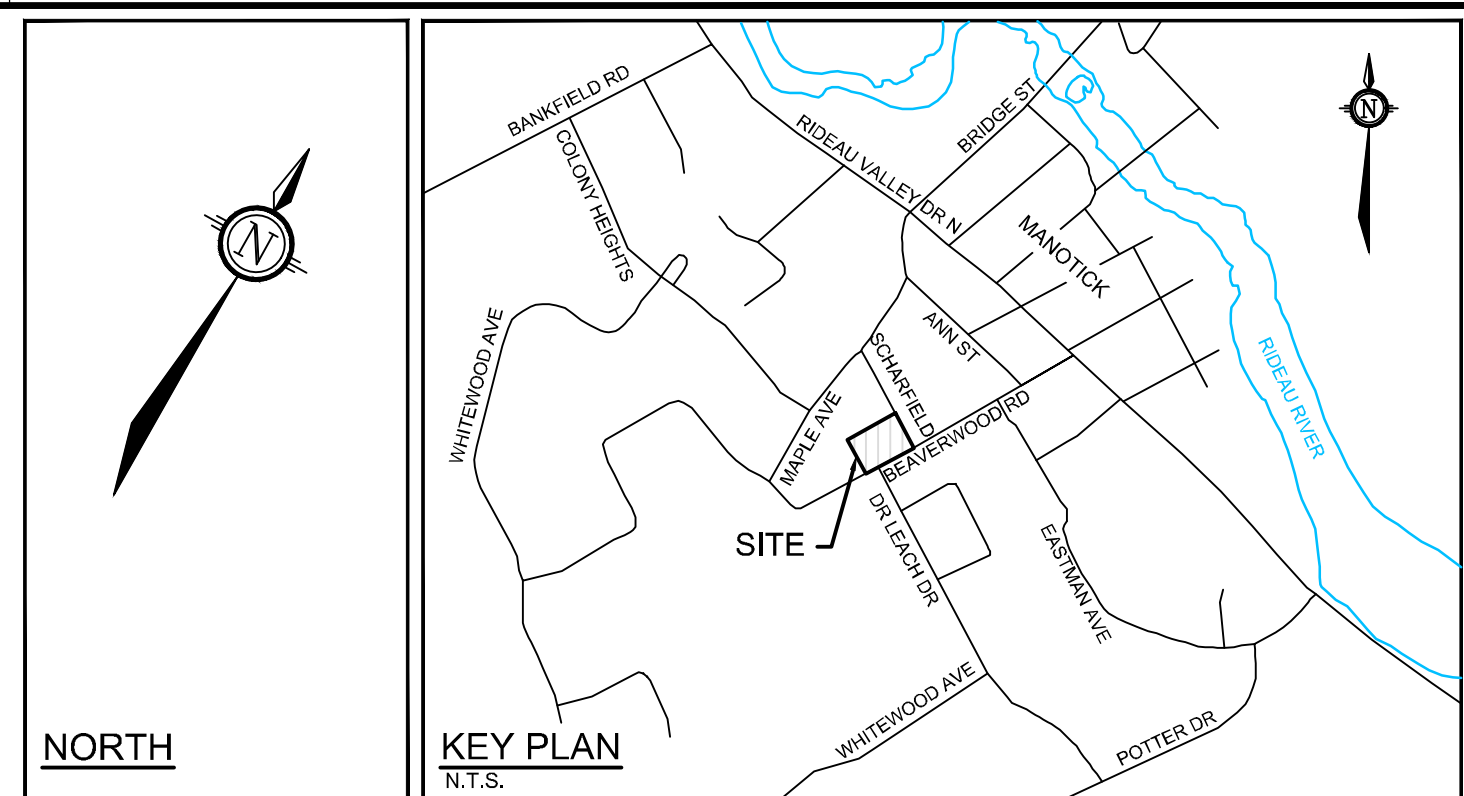 N
NORTH
BANKFIELD RD
COLONY HEIGHTS
RIDEAU VALLEY DR N
BRIDGE ST
N
MANOTICK
WHITEWOOD AVE
ANN ST
SCHARFIELD
MAPLE AVE
BEAVERWOOD RD
RIDEAU RIVER
SITE
DR LEACH DR
EASTMAN AVE
WHITEWOOD AVE
POTTER DR
KEY PLAN
N.T.S.